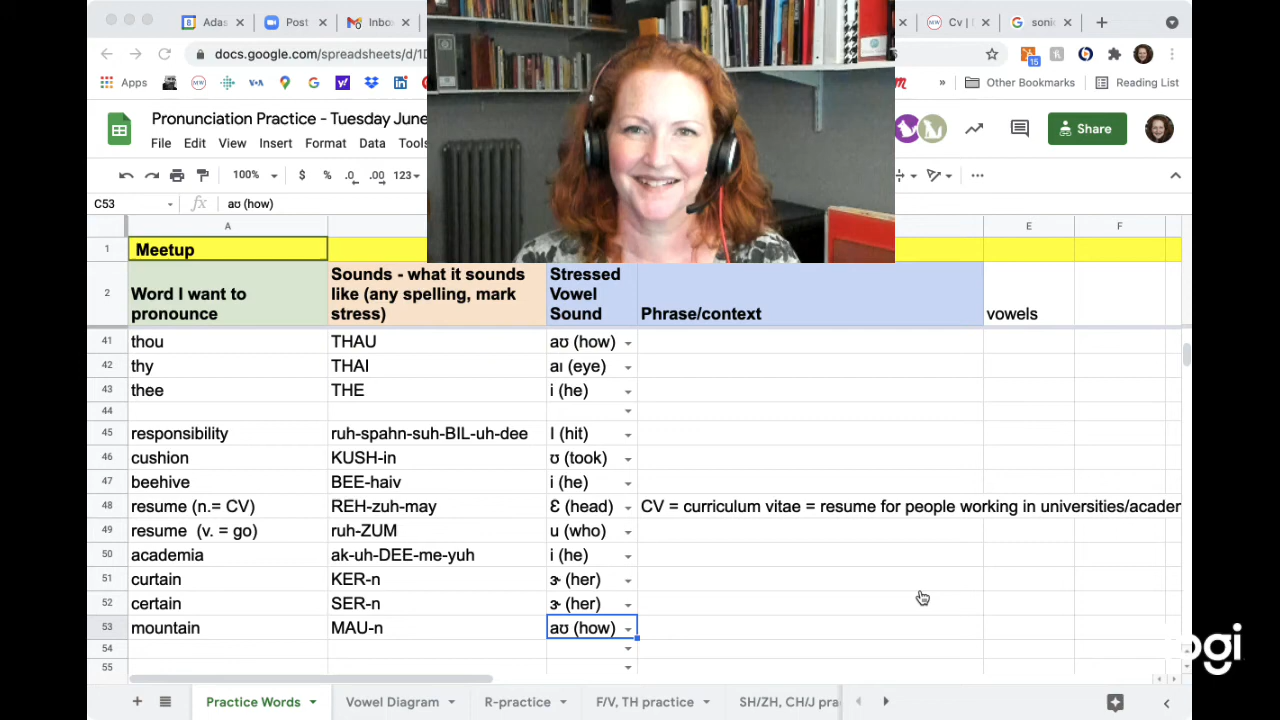 Adas
Post
Inbo
Cv |
sonic
docs.google.com/spreadsheets/d/1D
15
Apps
Other Bookmarks
Reading List
Pronunciation Practice - Tuesday June
File Edit View Insert Format Data Tools
Share
100% $ % .0 .00 123
C53 fx aʊ (how)
A E F
1 Meetup
2 Word I want to pronounce Sounds - what it sounds like (any spelling, mark stress) Stressed Vowel Sound Phrase/context vowels
41 thou THAU aʊ (how)
42 thy THAI aɪ (eye)
43 thee THE i (he)
44
45 responsibility ruh-spahn-suh-BIL-uh-dee I (hit)
46 cushion KUSH-in ʊ (took)
47 beehive BEE-haiv i (he)
48 resume (n.= CV) REH-zuh-may Ɛ (head) CV = curriculum vitae = resume for people working in universities/acader
49 resume (v. = go) ruh-ZUM u (who)
50 academia ak-uh-DEE-me-yuh i (he)
51 curtain KER-n ɝ (her)
52 certain SER-n ɝ (her)
53 mountain MAU-n aʊ (how)
54
55
Practice Words Vowel Diagram R-practice F/V, TH practice SH/ZH, CH/J pra
logi